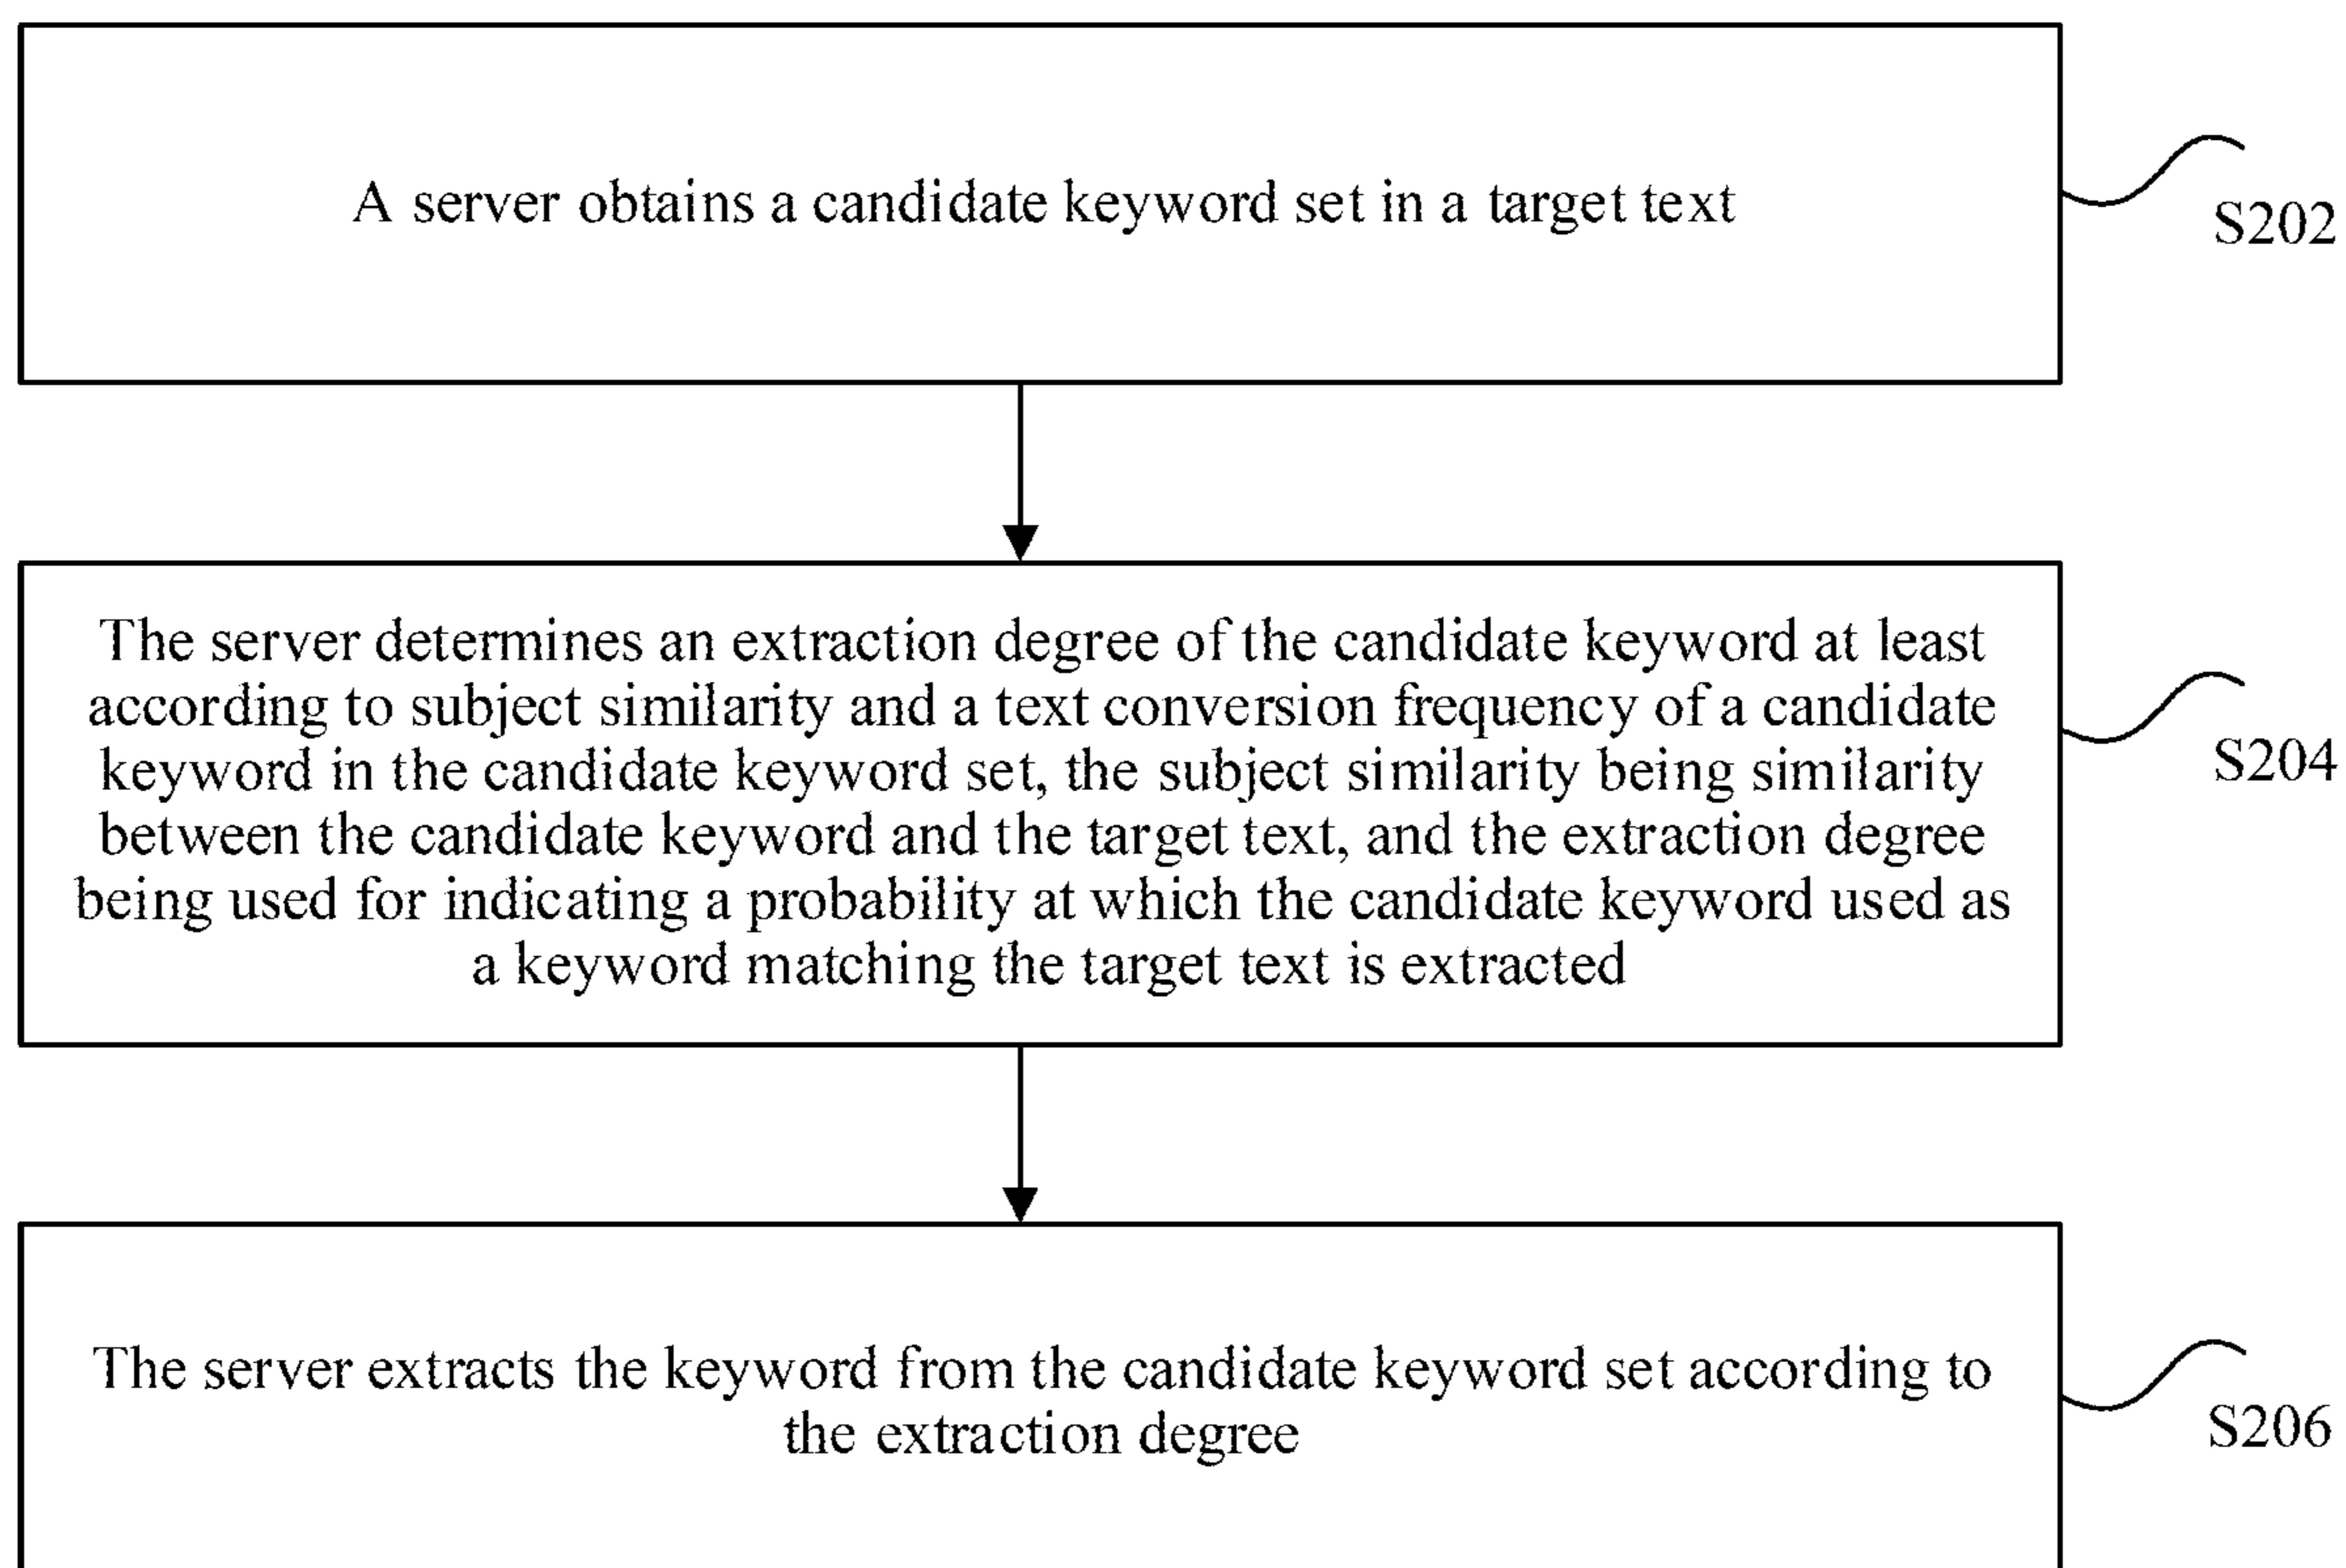 A server obtains a candidate keyword set in a target text
S202
The server determines an extraction degree of the candidate keyword at least
according to subject similarity and a text conversion frequency of a candidate
keyword in the candidate keyword set, the subject similarity being similarity
between the candidate keyword and the target text, and the extraction degree
being used for indicating a probability at which the candidate keyword used as
a keyword matching the target text is extracted
S204
The server extracts the keyword from the candidate keyword set according to
the extraction degree
S206